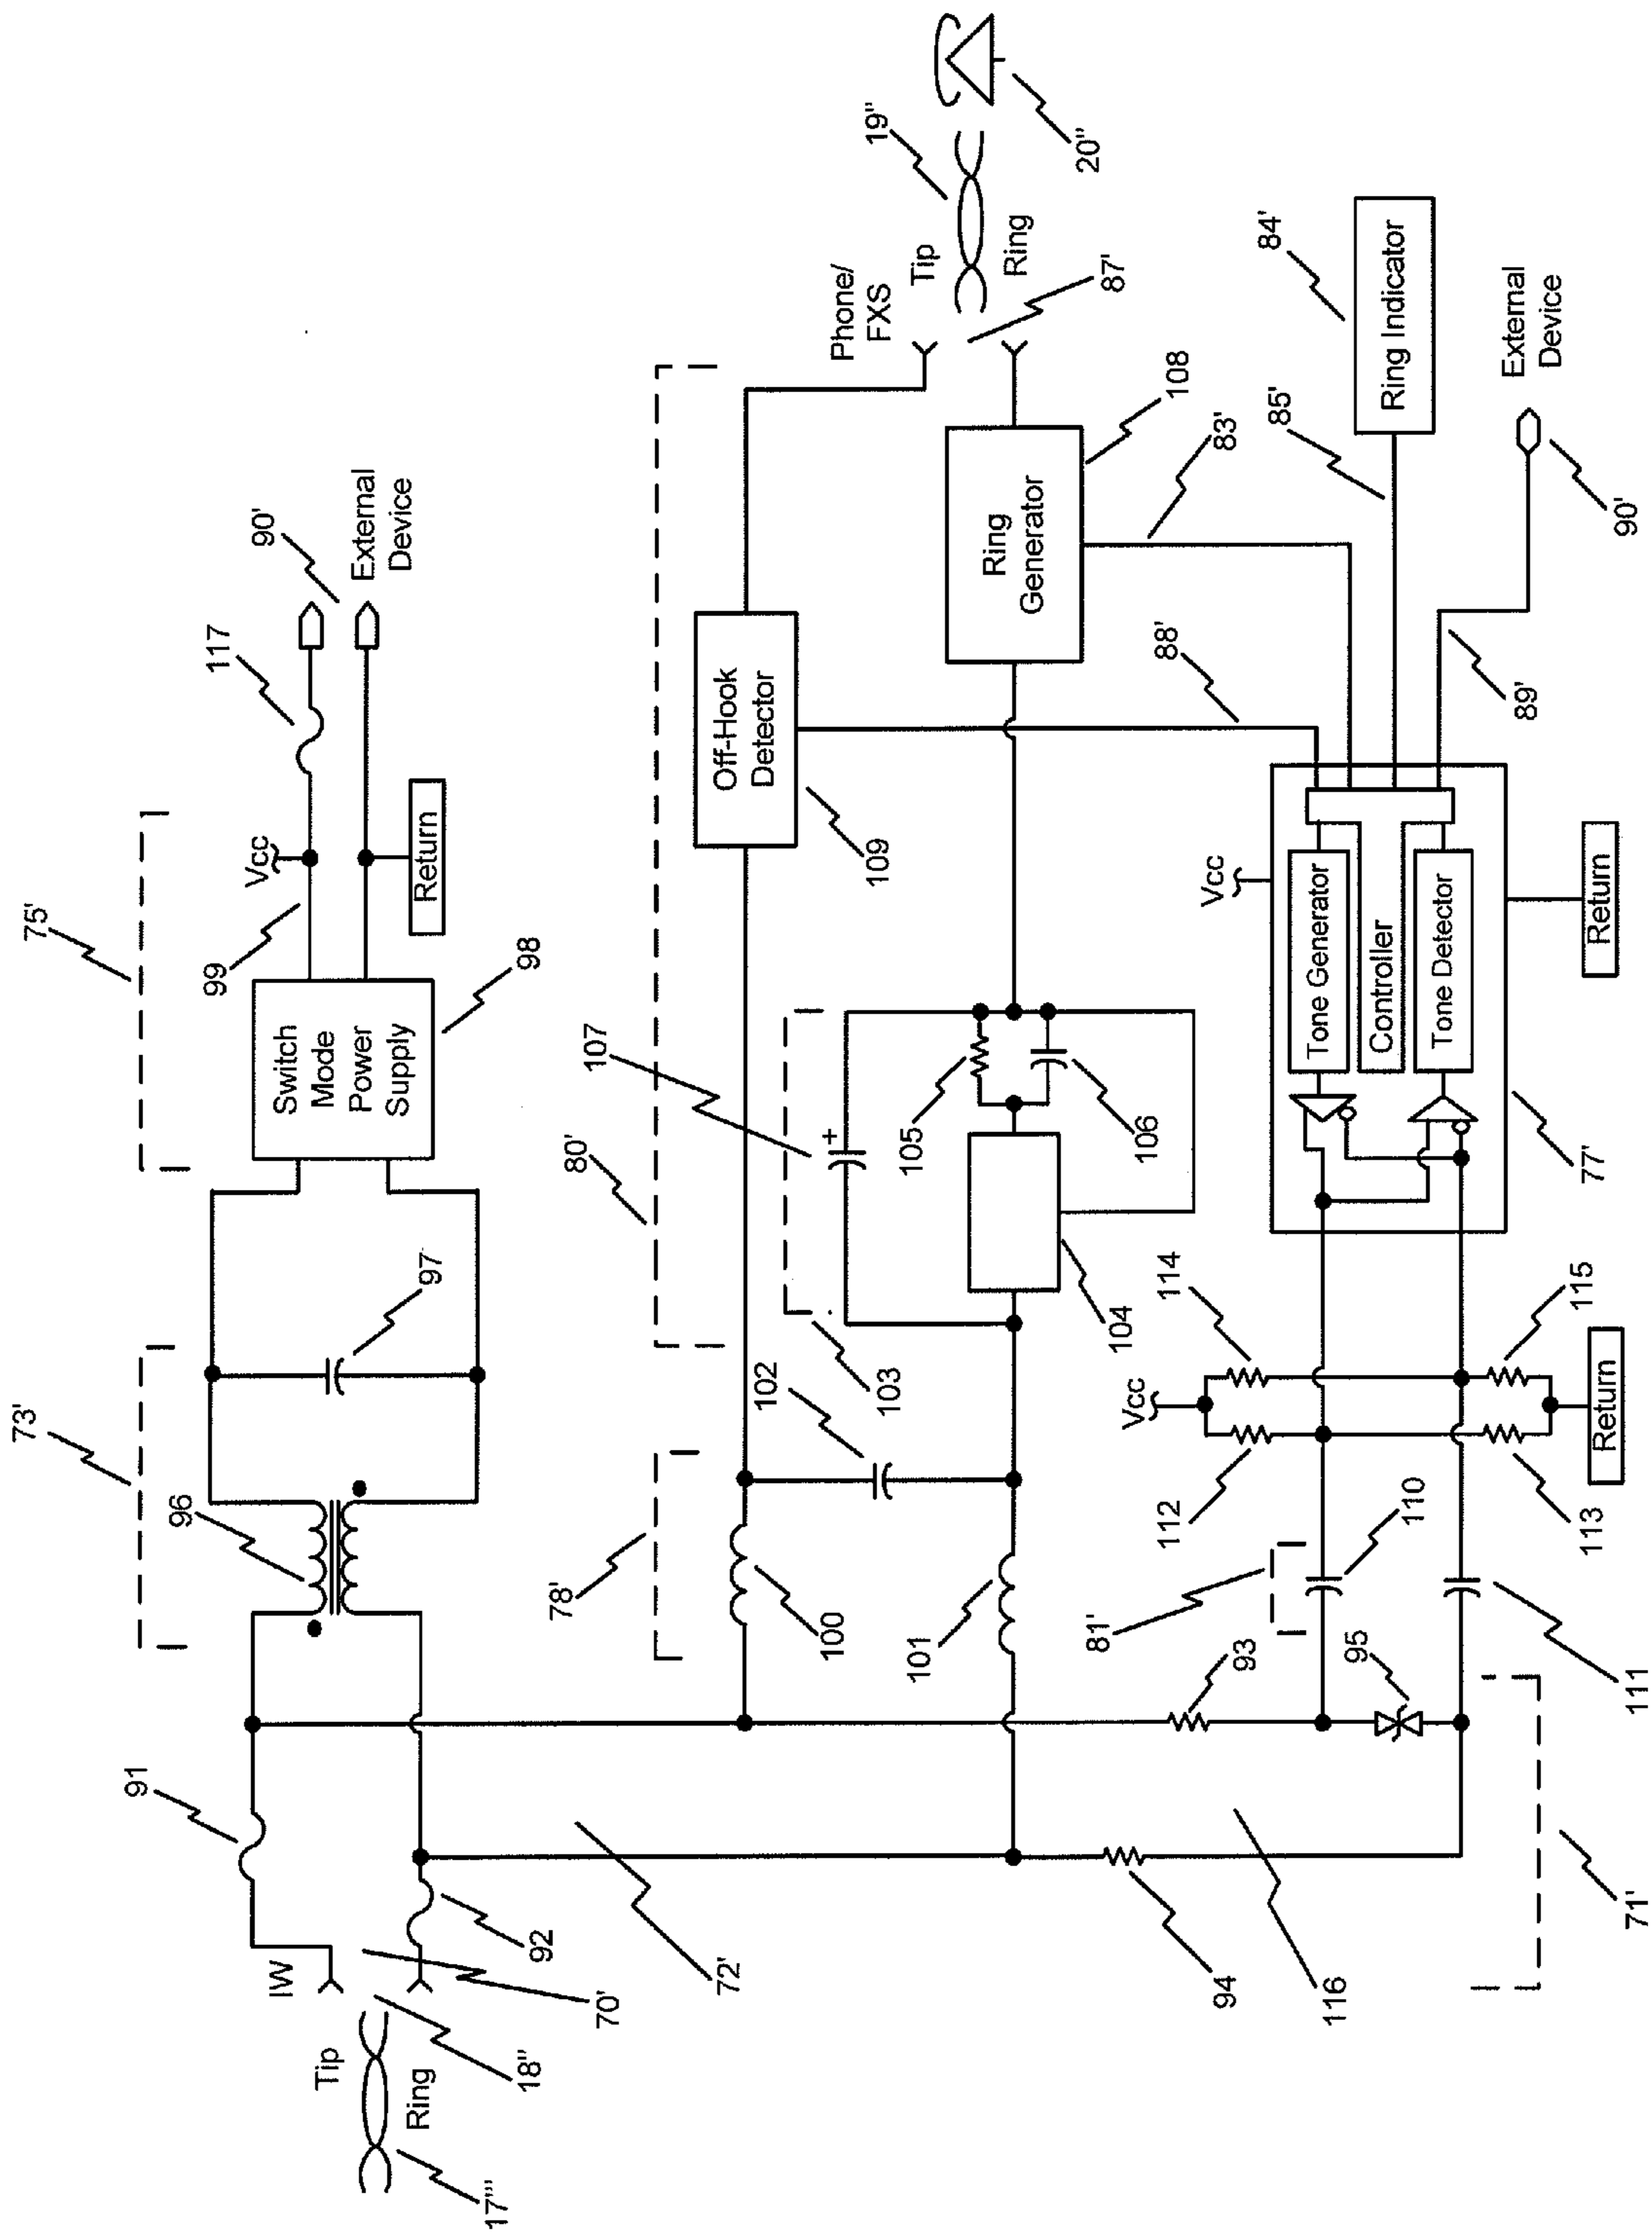 IW
Tip
Ring
17'''
18''
70'
91
92
72'
71'
116
94
93
95
73'
96
97
75'
Switch
Mode
Power
Supply
98
99
Vcc
Return
117
90'
External
Device
78'
100
101
102
80'
103
104
105
106
107
+
Off-Hook
Detector
109
Ring
Generator
108
83'
88'
Phone/
FXS
Tip
Ring
87'
19''
20''
81'
110
111
112
113
114
115
Vcc
Return
Vcc
Tone Generator
Controller
Tone Detector
77'
Return
85'
84'
Ring Indicator
89'
90'
External
Device